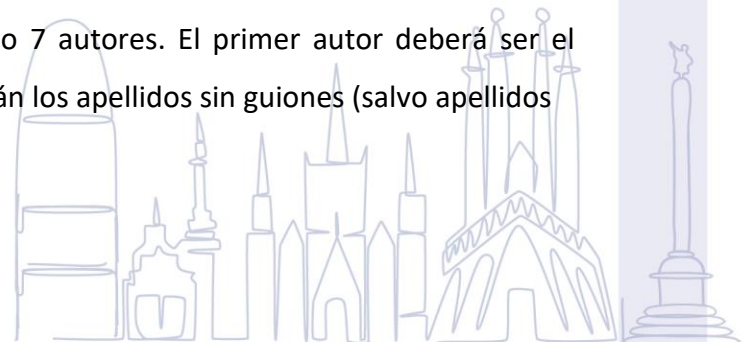 o 7 autores. El primer autor deberá ser el
án los apellidos sin guiones (salvo apellidos